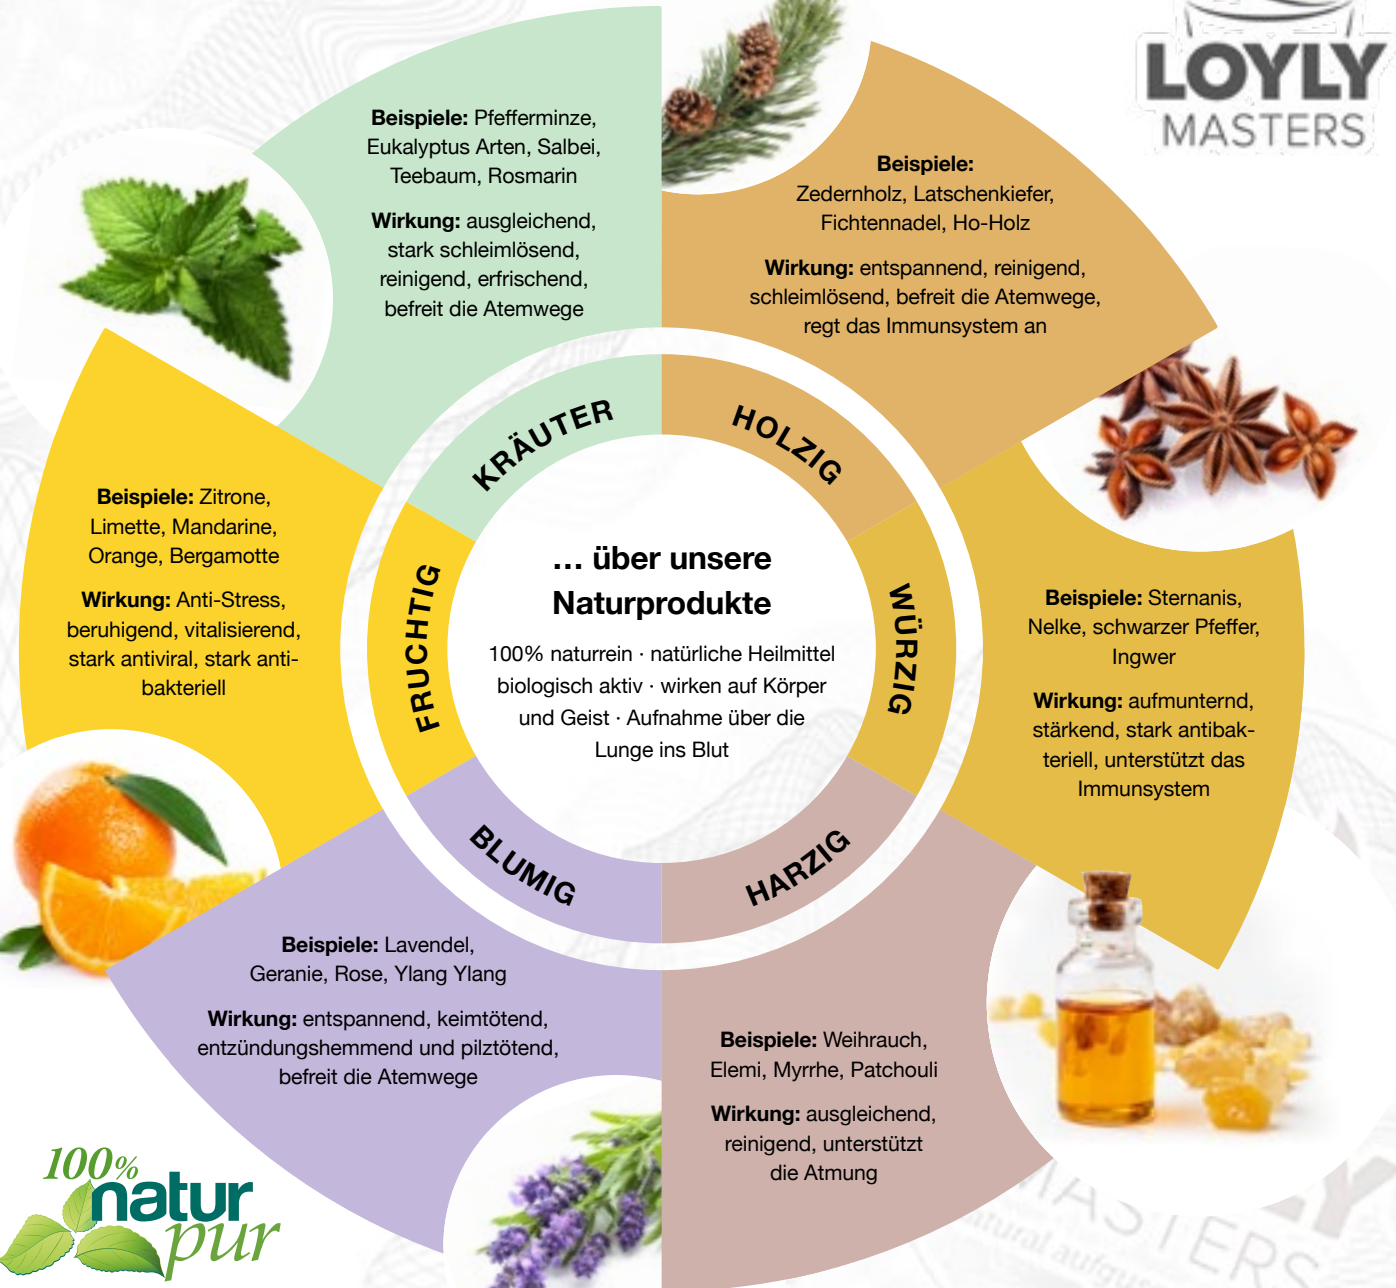 LOYLY
MASTERS
Beispiele: Pfefferminze,
Eukalyptus Arten, Salbei,
Teebaum, Rosmarin
Wirkung: ausgleichend,
stark schleimlösend,
reinigend, erfrischend,
befreit die Atemwege
Beispiele:
Zedernholz, Latschenkiefer,
Fichtennadel, Ho-Holz
Wirkung: entspannend, reinigend,
schleimlösend, befreit die Atemwege,
regt das Immunsystem an
KRÄUTER
HOLZIG
Beispiele: Zitrone,
Limette, Mandarine,
Orange, Bergamotte
Wirkung: Anti-Stress,
beruhigend, vitalisierend,
stark antiviral, stark anti-
bakteriell
FRUCHTIG
... über unsere
Naturprodukte
100% naturrein · natürliche Heilmittel
biologisch aktiv · wirken auf Körper
und Geist · Aufnahme über die
Lunge ins Blut
WÜRZIG
Beispiele: Sternanis,
Nelke, schwarzer Pfeffer,
Ingwer
Wirkung: aufmunternd,
stärkend, stark antibak-
teriell, unterstützt das
Immunsystem
BLUMIG
HARZIG
Beispiele: Lavendel,
Geranie, Rose, Ylang Ylang
Wirkung: entspannend, keimtötend,
entzündungshemmend und pilztötend,
befreit die Atemwege
Beispiele: Weihrauch,
Elemi, Myrrhe, Patchouli
Wirkung: ausgleichend,
reinigend, unterstützt
die Atmung
100%
natur
pur
MASTERS